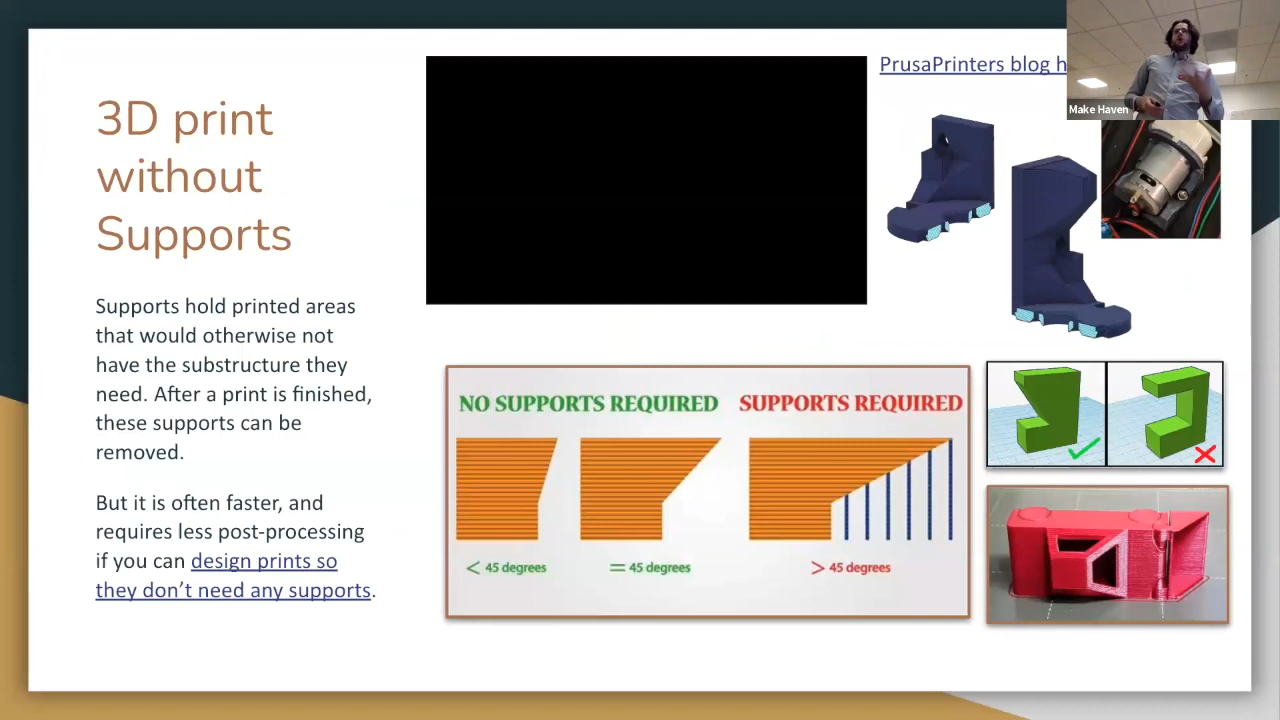 3D print
without
Supports
Supports hold printed areas
that would otherwise not
have the substructure they
need. After a print is finished,
these supports can be
removed.
But it is often faster, and
requires less post-processing
if you can design prints so
they don’t need any supports.
PrusaPrinters blog h
Make Haven
NO SUPPORTS REQUIRED
SUPPORTS REQUIRED
< 45 degrees
= 45 degrees
> 45 degrees